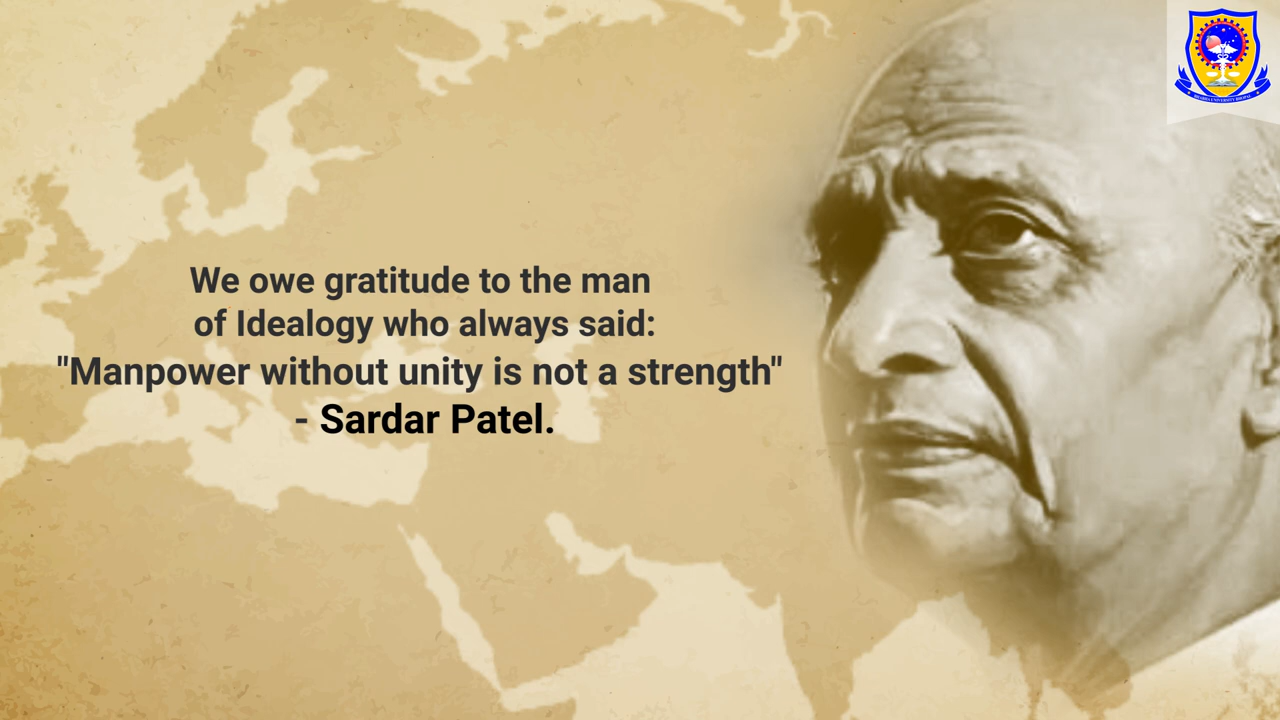 We owe gratitude to the man
of Idealogy who always said:
"Manpower without unity is not a strength"
- Sardar Patel.